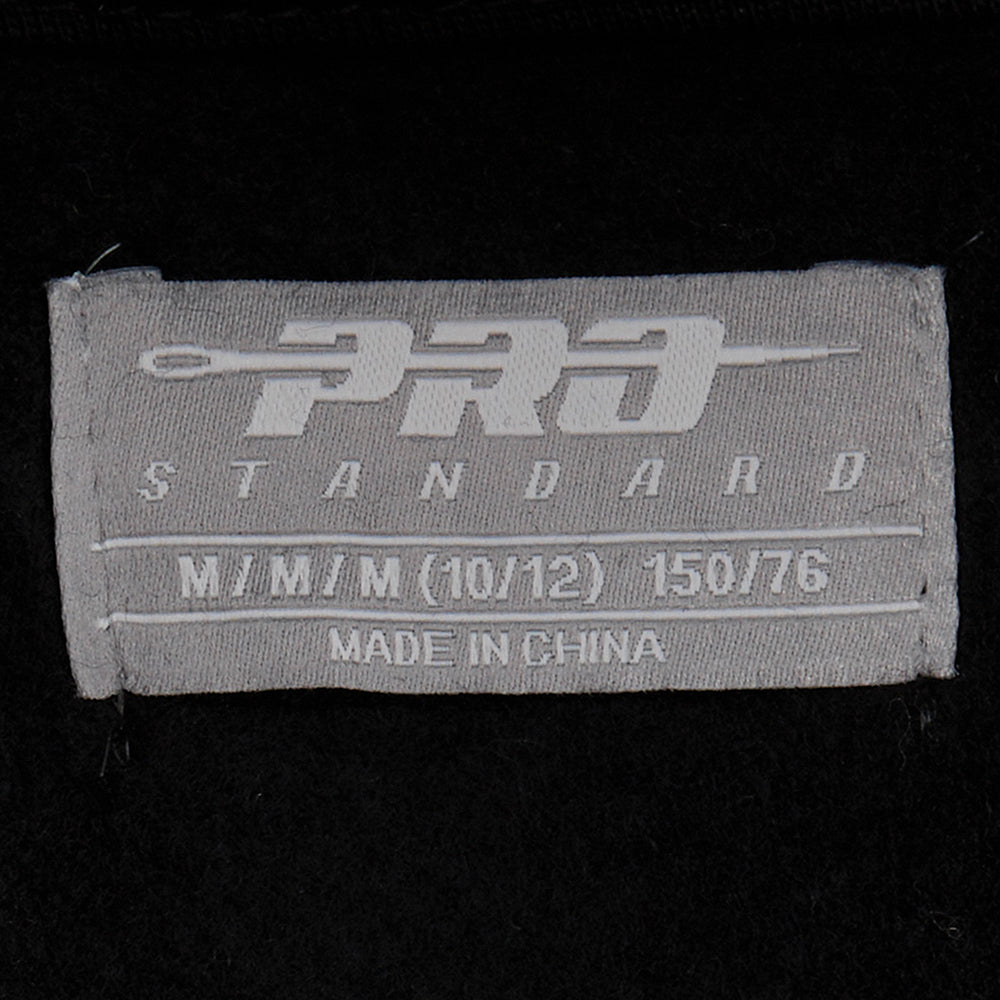 PRO
STANDARD
M/M/M (10/12) 150/76
MADE IN CHINA